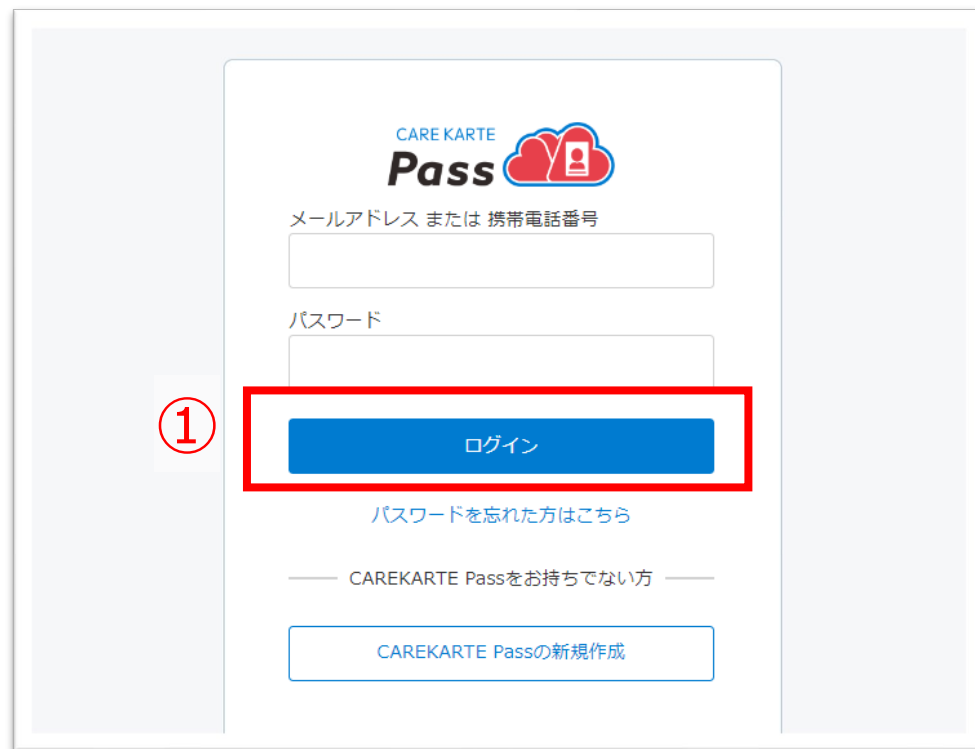 CARE KARTE
Pass
メールアドレス または 携帯電話番号
パスワード
①
ログイン
パスワードを忘れた方はこちら
CAREKARTE Passをお持ちでない方
CAREKARTE Passの新規作成